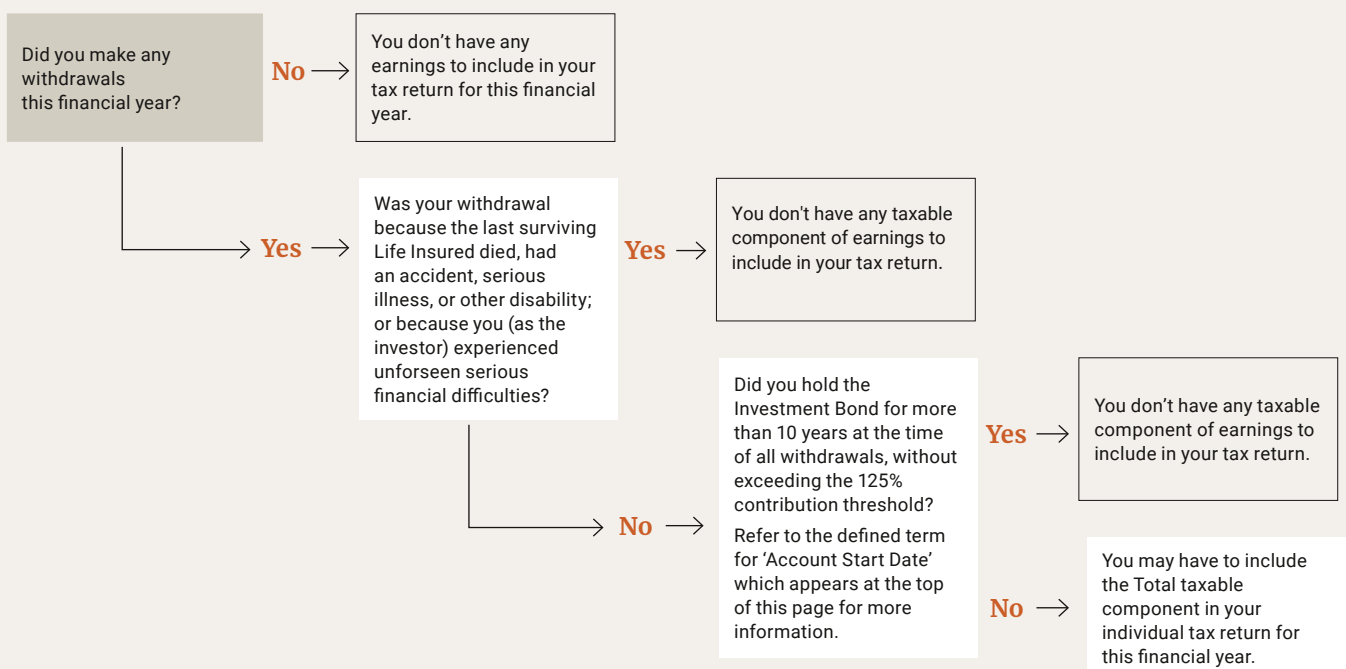 Did you make any
withdrawals
this financial year?
No
You don’t have any
earnings to include in your
tax return for this financial
year.
Yes
Was your withdrawal
because the last surviving
Life Insured died, had
an accident, serious
illness, or other disability;
or because you (as the
investor) experienced
unforseen serious
financial difficulties?
Yes
You don't have any taxable
component of earnings to
include in your tax return.
No
Did you hold the
Investment Bond for more
than 10 years at the time
of all withdrawals, without
exceeding the 125%
contribution threshold?
Refer to the defined term
for ‘Account Start Date’
which appears at the top
of this page for more
information.
Yes
You don’t have any taxable
component of earnings to
include in your tax return.
No
You may have to include
the Total taxable
component in your
individual tax return for
this financial year.